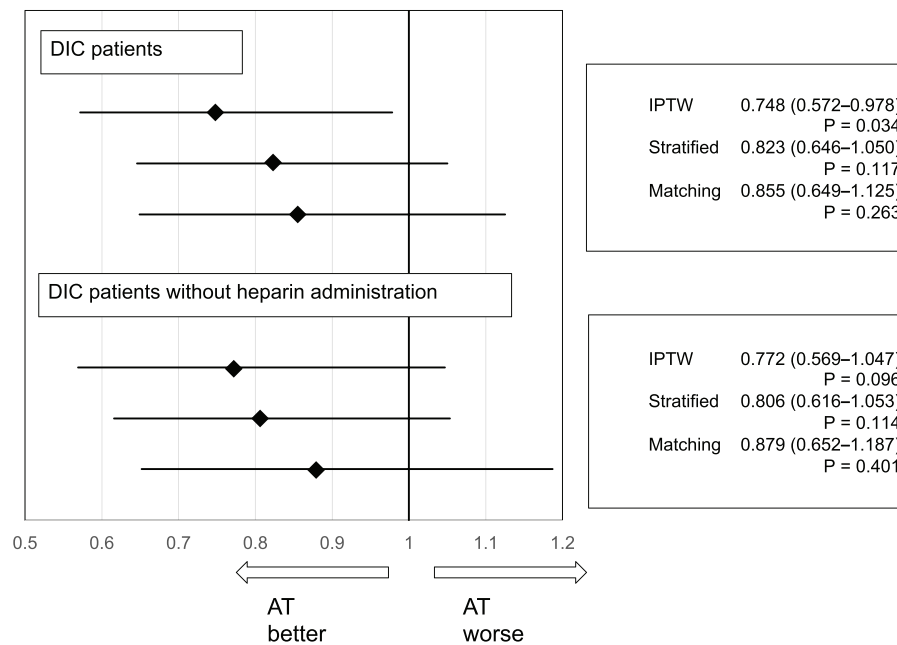 DIC patients
IPTW 0.748 (0.572–0.978)
P = 0.034
Stratified 0.823 (0.646–1.050)
P = 0.117
Matching 0.855 (0.649–1.125)
P = 0.263
DIC patients without heparin administration
IPTW 0.772 (0.569–1.047)
P = 0.096
Stratified 0.806 (0.616–1.053)
P = 0.114
Matching 0.879 (0.652–1.187)
P = 0.401
0.5 0.6 0.7 0.8 0.9 1 1.1 1.2
AT better
AT worse